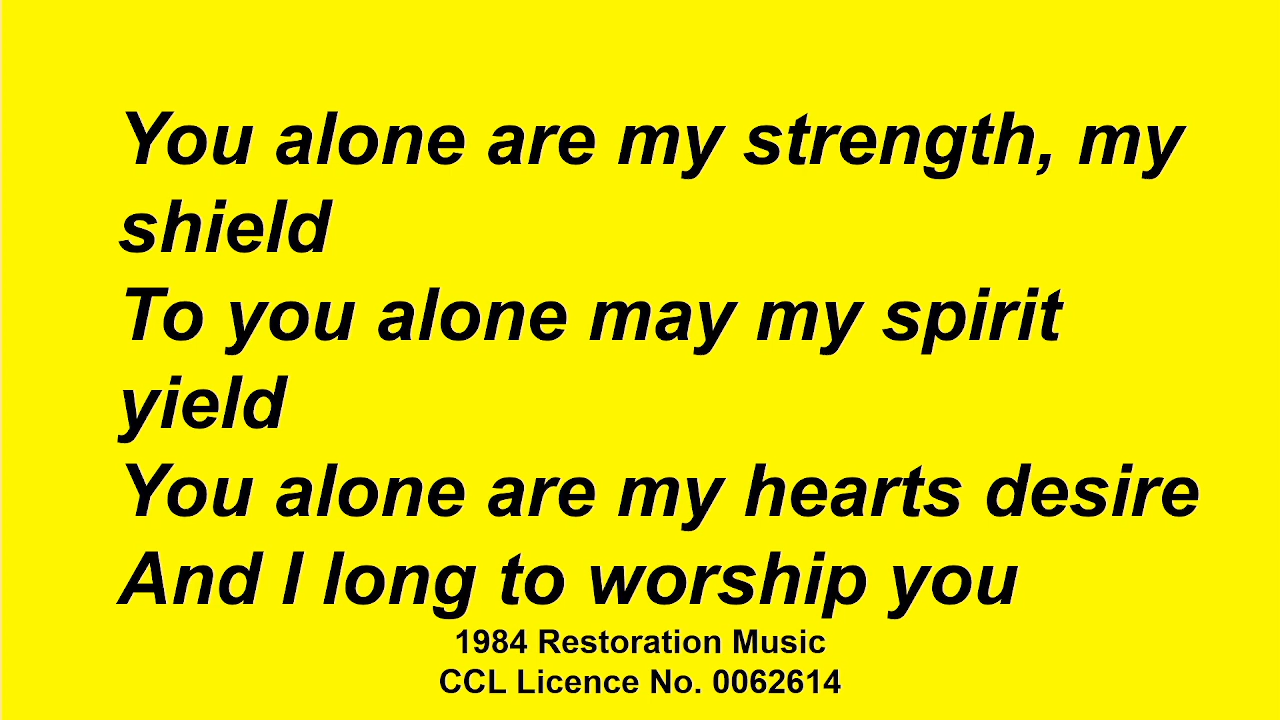 You alone are my strength, my
shield
To you alone may my spirit
yield
You alone are my hearts desire
And I long to worship you
1984 Restoration Music
CCL Licence No. 0062614